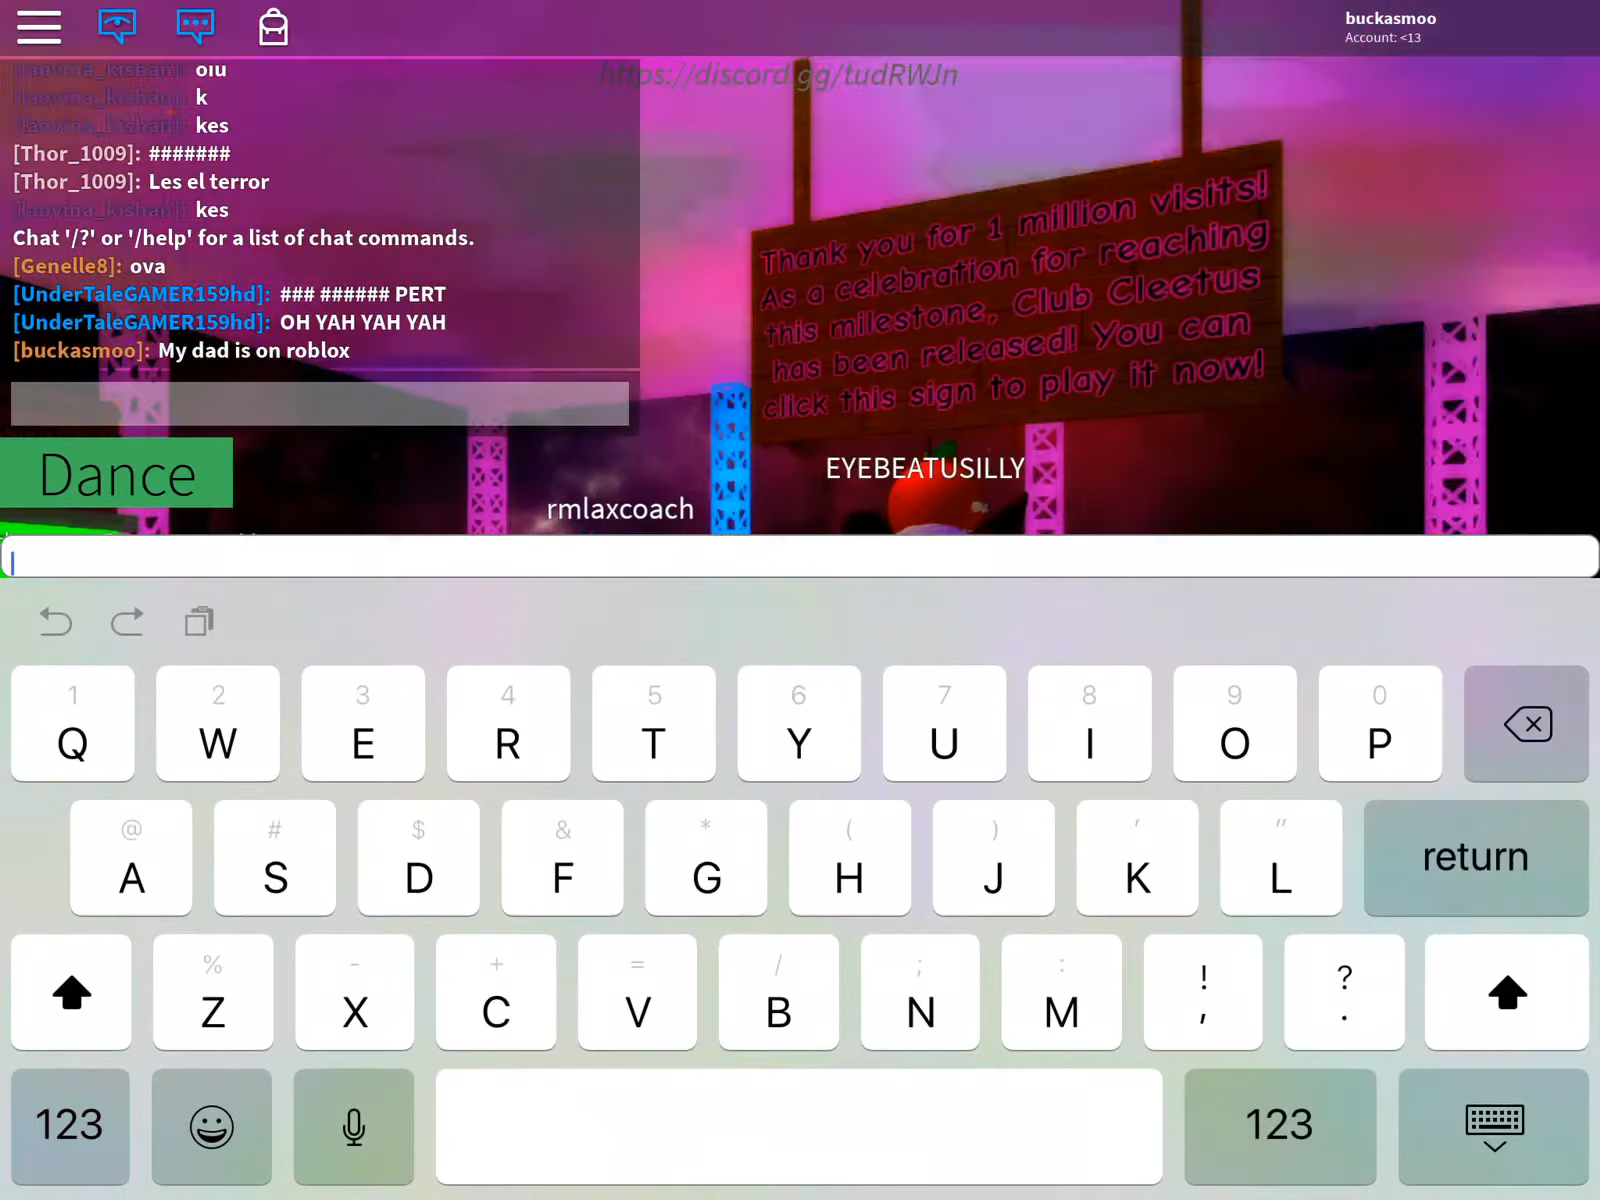 buckasmoo
Account: <13
https://discord.gg/tudRWJn
[iaovina_kishan]: oiu
[iaovina_kishan]: k
[iaovina_kishan]: kes
[Thor_1009]: #######
[Thor_1009]: Les el terror
[iaovina_kishan]: kes
Chat '/?' or '/help' for a list of chat commands.
[Genelle8]: ova
[UnderTaleGAMER159hd]: ### ###### PERT
[UnderTaleGAMER159hd]: OH YAH YAH YAH
[buckasmoo]: My dad is on roblox
Thank you for 1 million visits!
As a celebration for reaching
this milestone, Club Cleetus
has been released! You can
click this sign to play it now!
Dance
EYEBEATUSILLY
rmlaxcoach
1 2 3 4 5 6 7 8 9 0
Q W E R T Y U I O P
@ # $ & * ( ) ' "
A S D F G H J K L return
% - + = / ; : ! ?
Z X C V B N M , .
123 123